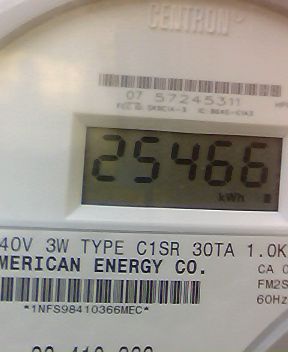 CENTRON
07 57245311
25466
kWh
40V 3W TYPE C1SR 30TA 1.0K
MERICAN ENERGY CO.
CA 0
FM2S
60Hz
*1NFS98410366MEC*